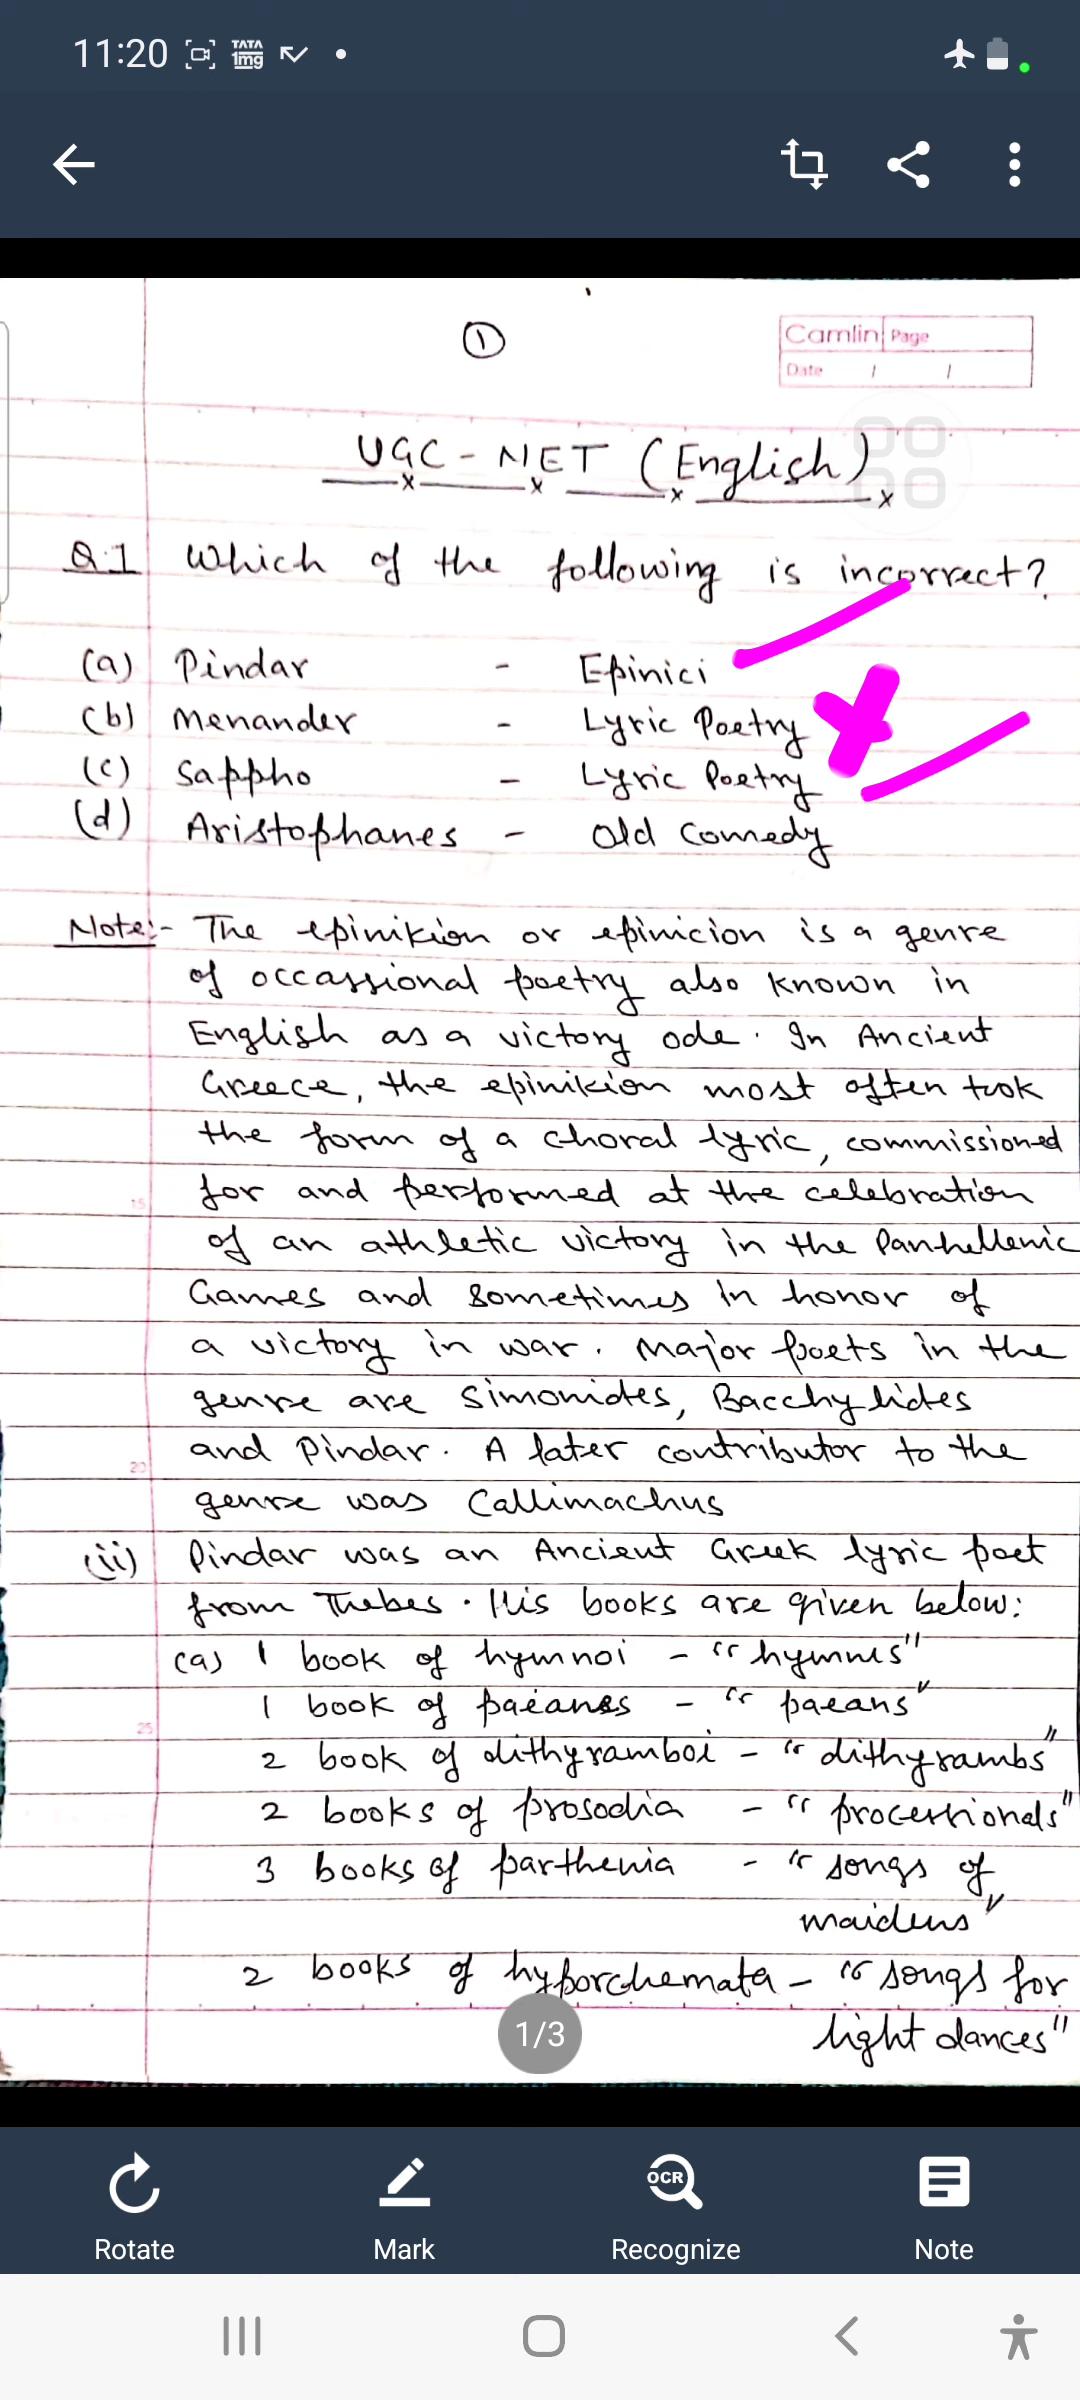 11:20
TATA 1mg
1
Camlin Page
Date / /
UGC - NET (English)
Q.1 Which of the following is incorrect?
(a) Pindar - Epinici
(b) Menander - Lyric Poetry
(c) Sappho - Lyric Poetry
(d) Aristophanes - Old Comedy
Note:- The epinikion or epinicion is a genre
of occassional poetry also known in
English as a victory ode. In Ancient
Greece, the epinikion most often took
the form of a choral lyric, commissioned
15 for and performed at the celebration
of an athletic victory in the Panhellenic
Games and sometimes in honor of
a victory in war. Major poets in the
genre are Simonides, Bacchylides
20 and Pindar. A later contributor to the
genre was Callimachus
(ii) Pindar was an Ancient Greek lyric poet
from Thebes. His books are given below:
(a) 1 book of hymnoi - "hymns"
25 1 book of paeanes - "paeans"
2 book of dithyramboi - "dithyrambs"
2 books of prosodia - "processionals"
3 books of parthenia - "songs of
maidens"
2 books of hyporchemata - "songs for
light dances"
1/3
Rotate Mark OCR Recognize Note